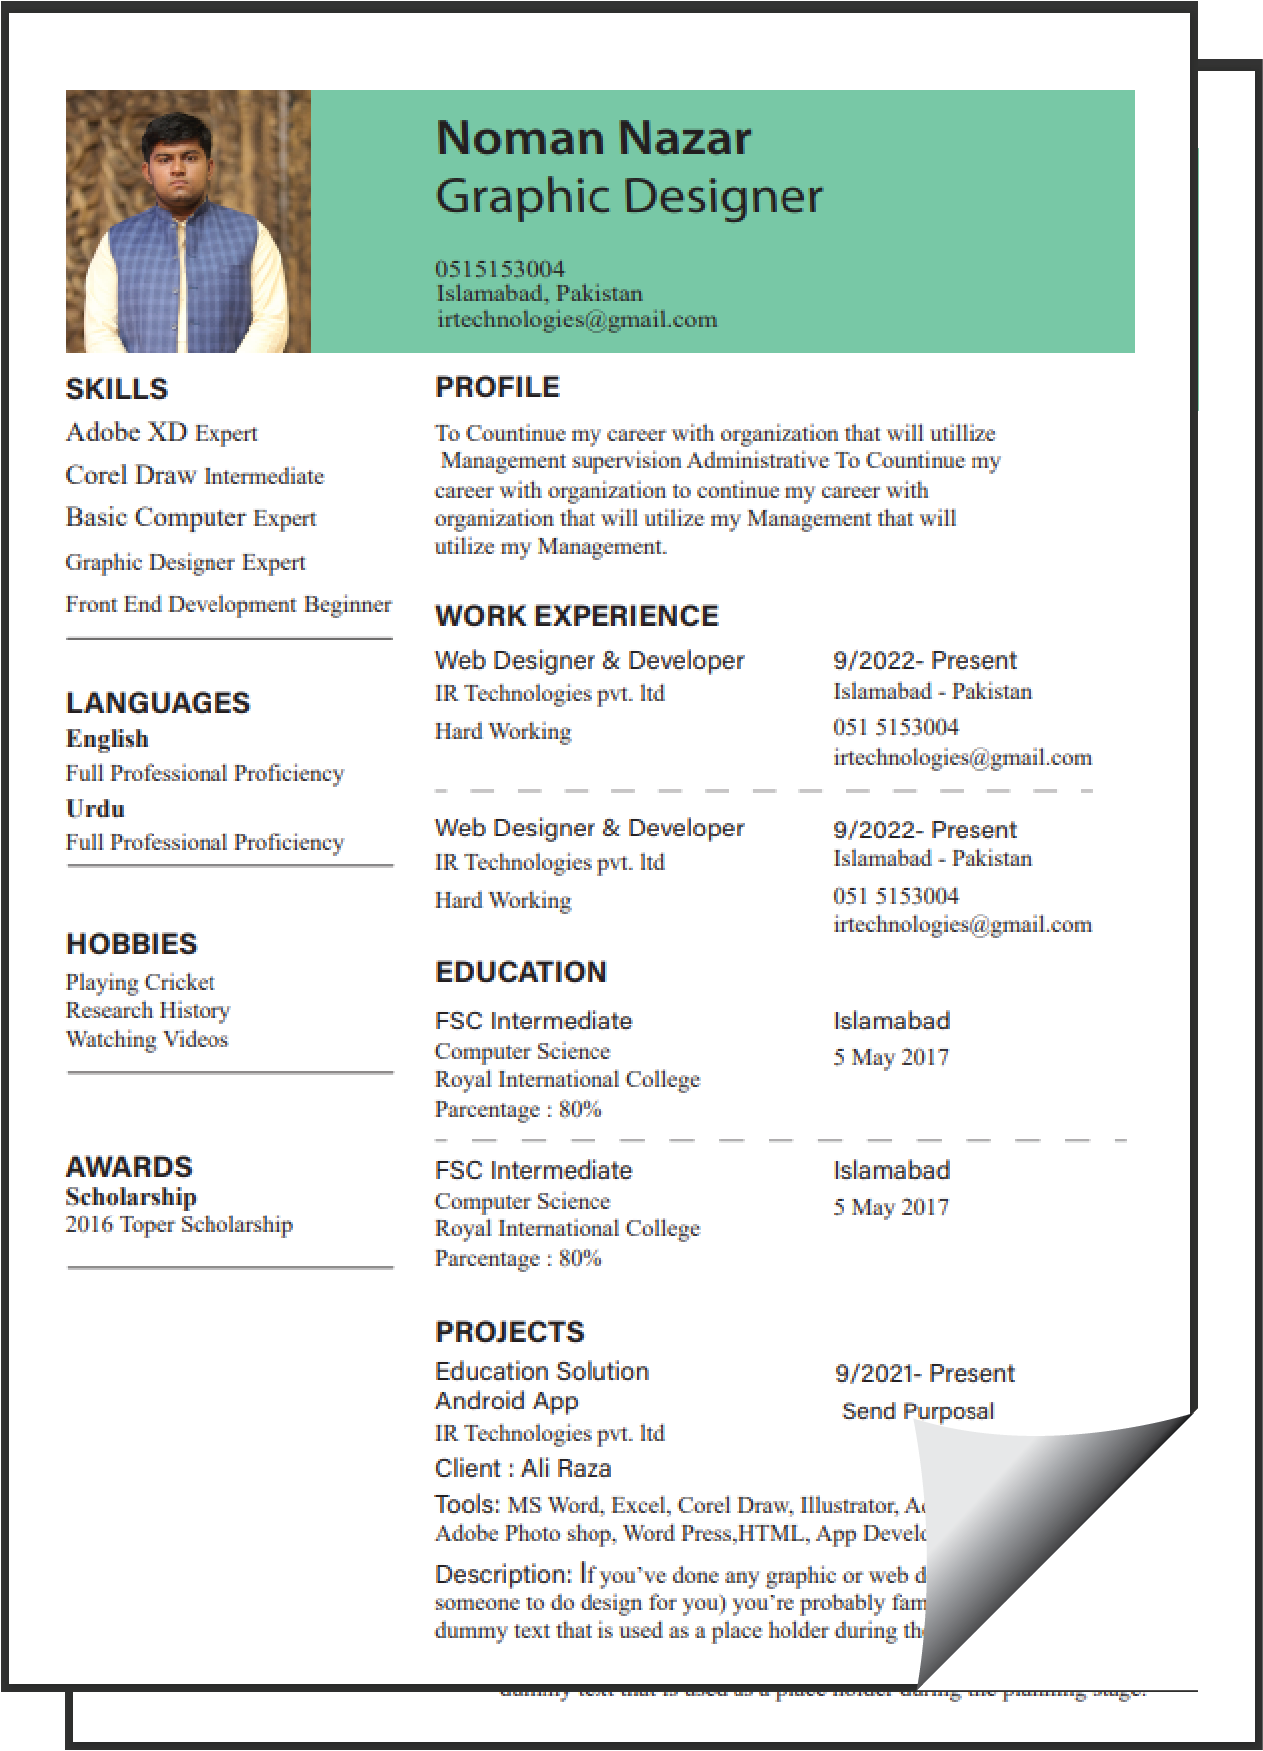 Noman Nazar
Graphic Designer
0515153004
Islamabad, Pakistan
irtechnologies@gmail.com
SKILLS
Adobe XD Expert
Corel Draw Intermediate
Basic Computer Expert
Graphic Designer Expert
Front End Development Beginner
LANGUAGES
English
Full Professional Proficiency
Urdu
Full Professional Proficiency
HOBBIES
Playing Cricket
Research History
Watching Videos
AWARDS
Scholarship
2016 Toper Scholarship
PROFILE
To Countinue my career with organization that will utillize
Management supervision Administrative To Countinue my
career with organization to continue my career with
organization that will utilize my Management that will
utilize my Management.
WORK EXPERIENCE
Web Designer & Developer
IR Technologies pvt. ltd
Hard Working
9/2022- Present
Islamabad - Pakistan
051 5153004
irtechnologies@gmail.com
Web Designer & Developer
IR Technologies pvt. ltd
Hard Working
9/2022- Present
Islamabad - Pakistan
051 5153004
irtechnologies@gmail.com
EDUCATION
FSC Intermediate
Computer Science
Royal International College
Parcentage : 80%
Islamabad
5 May 2017
FSC Intermediate
Computer Science
Royal International College
Parcentage : 80%
Islamabad
5 May 2017
PROJECTS
Education Solution
Android App
IR Technologies pvt. ltd
Client : Ali Raza
9/2021- Present
Send Purposal
Tools: MS Word, Excel, Corel Draw, Illustrator,
Adobe Photo shop, Word Press,HTML, App
Description: If you’ve done any graphic or web
someone to do design for you) you’re probably
dummy text that is used as a place holder during
dummy text that is used as a place holder during the planning stage.